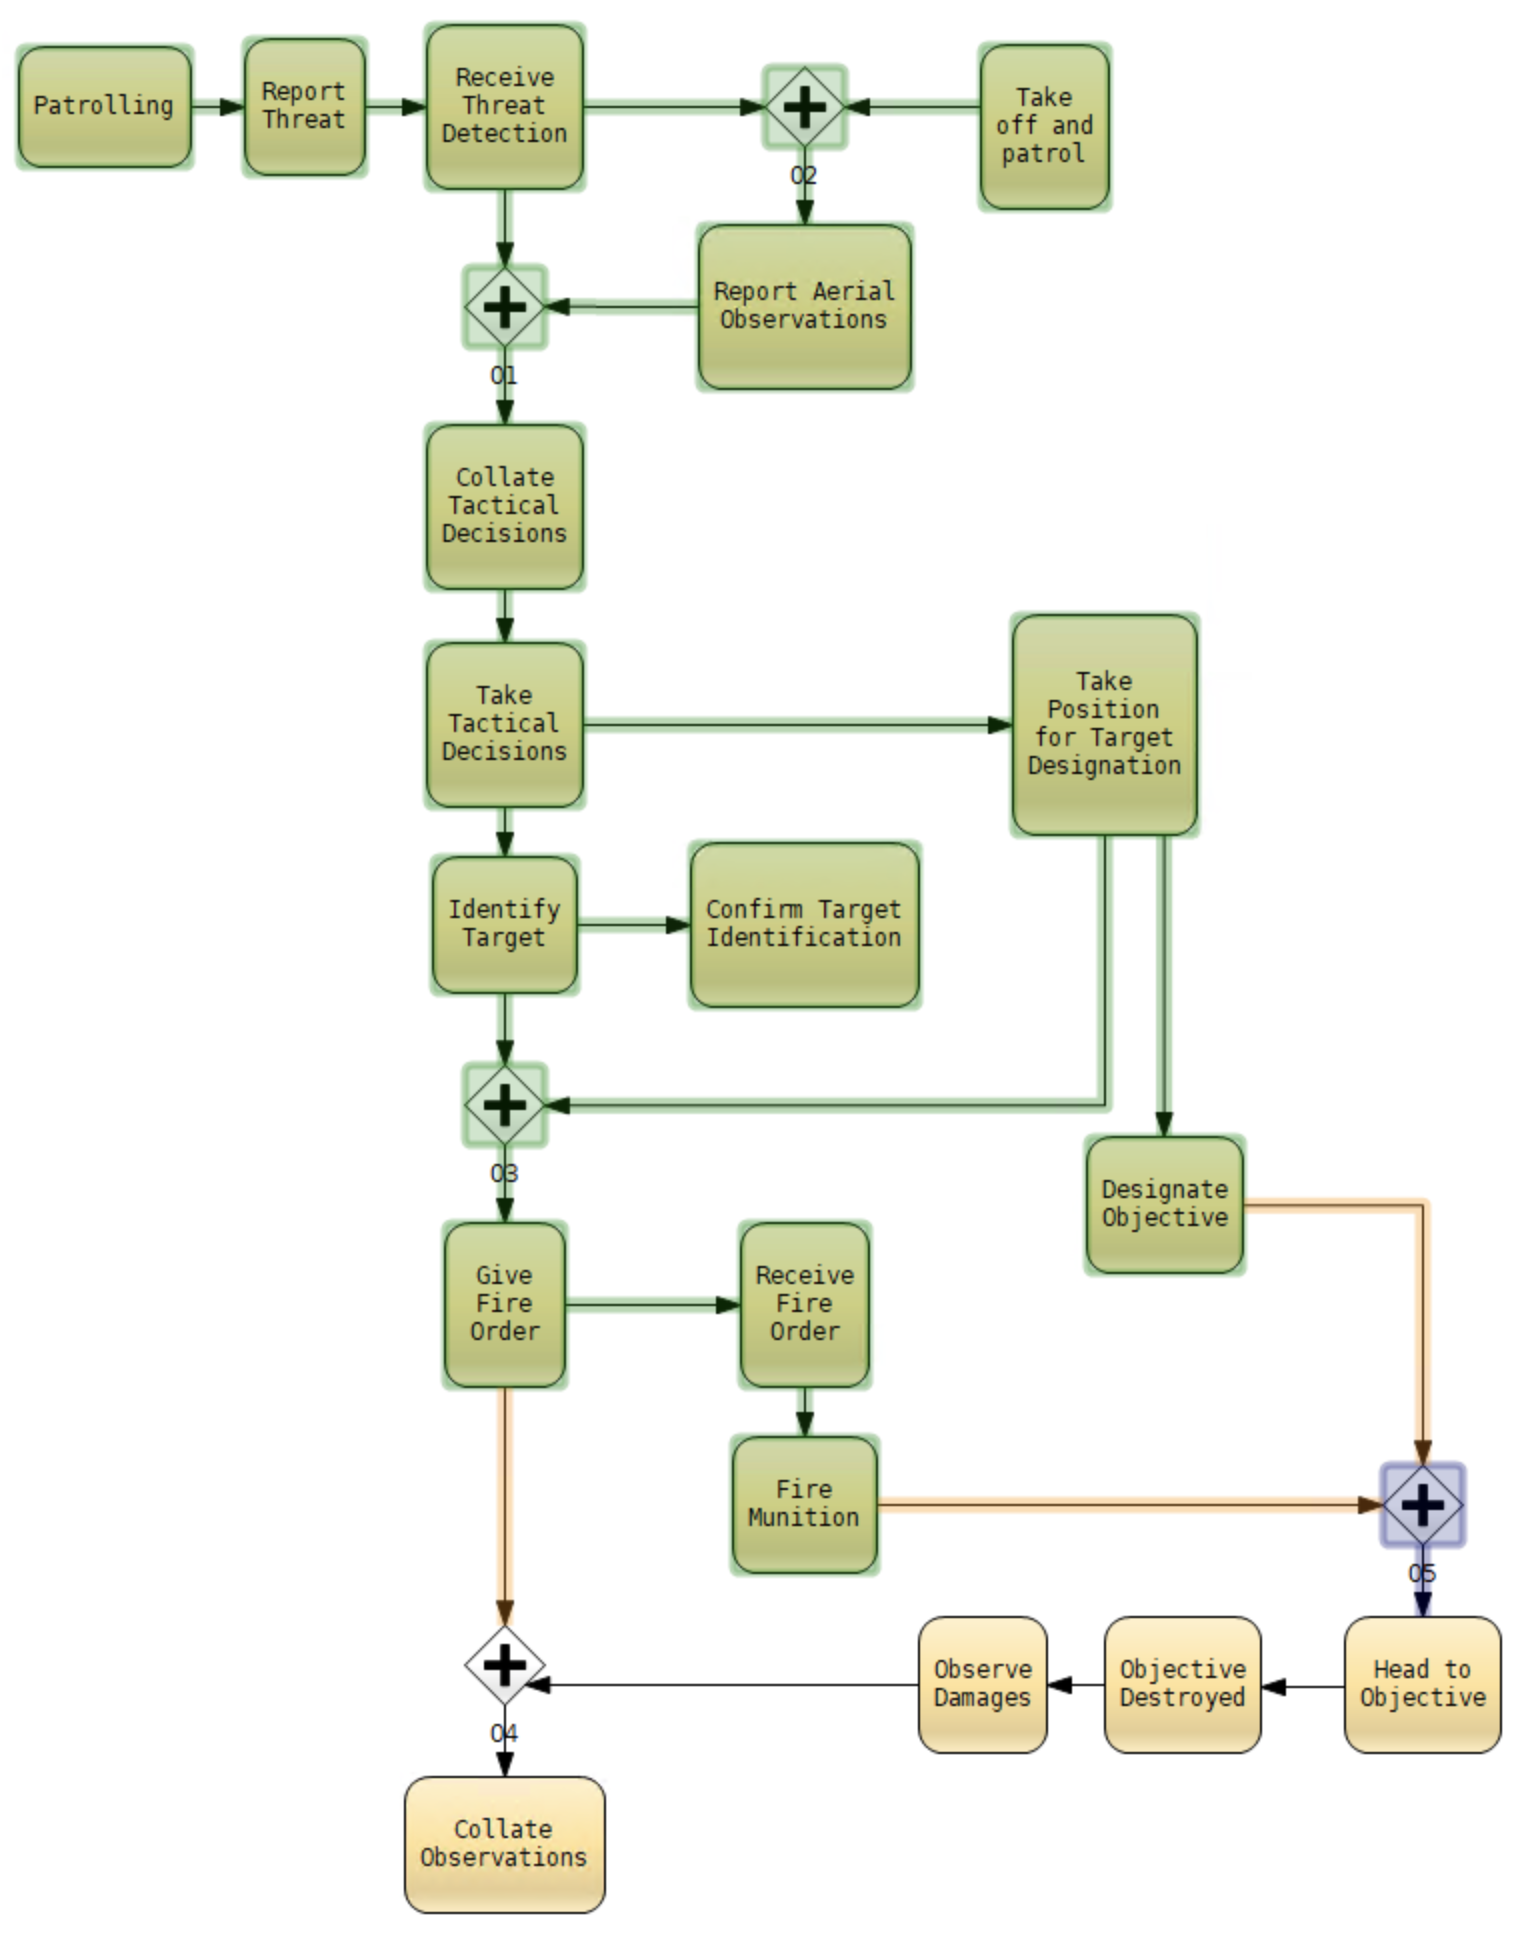 Patrolling
Report
Threat
Receive
Threat
Detection
Take
off and
patrol
02
Report Aerial
Observations
01
Collate
Tactical
Decisions
Take
Tactical
Decisions
Take
Position
for Target
Designation
Identify
Target
Confirm Target
Identification
03
Designate
Objective
Give
Fire
Order
Receive
Fire
Order
Fire
Munition
05
Observe
Damages
Objective
Destroyed
Head to
Objective
04
Collate
Observations